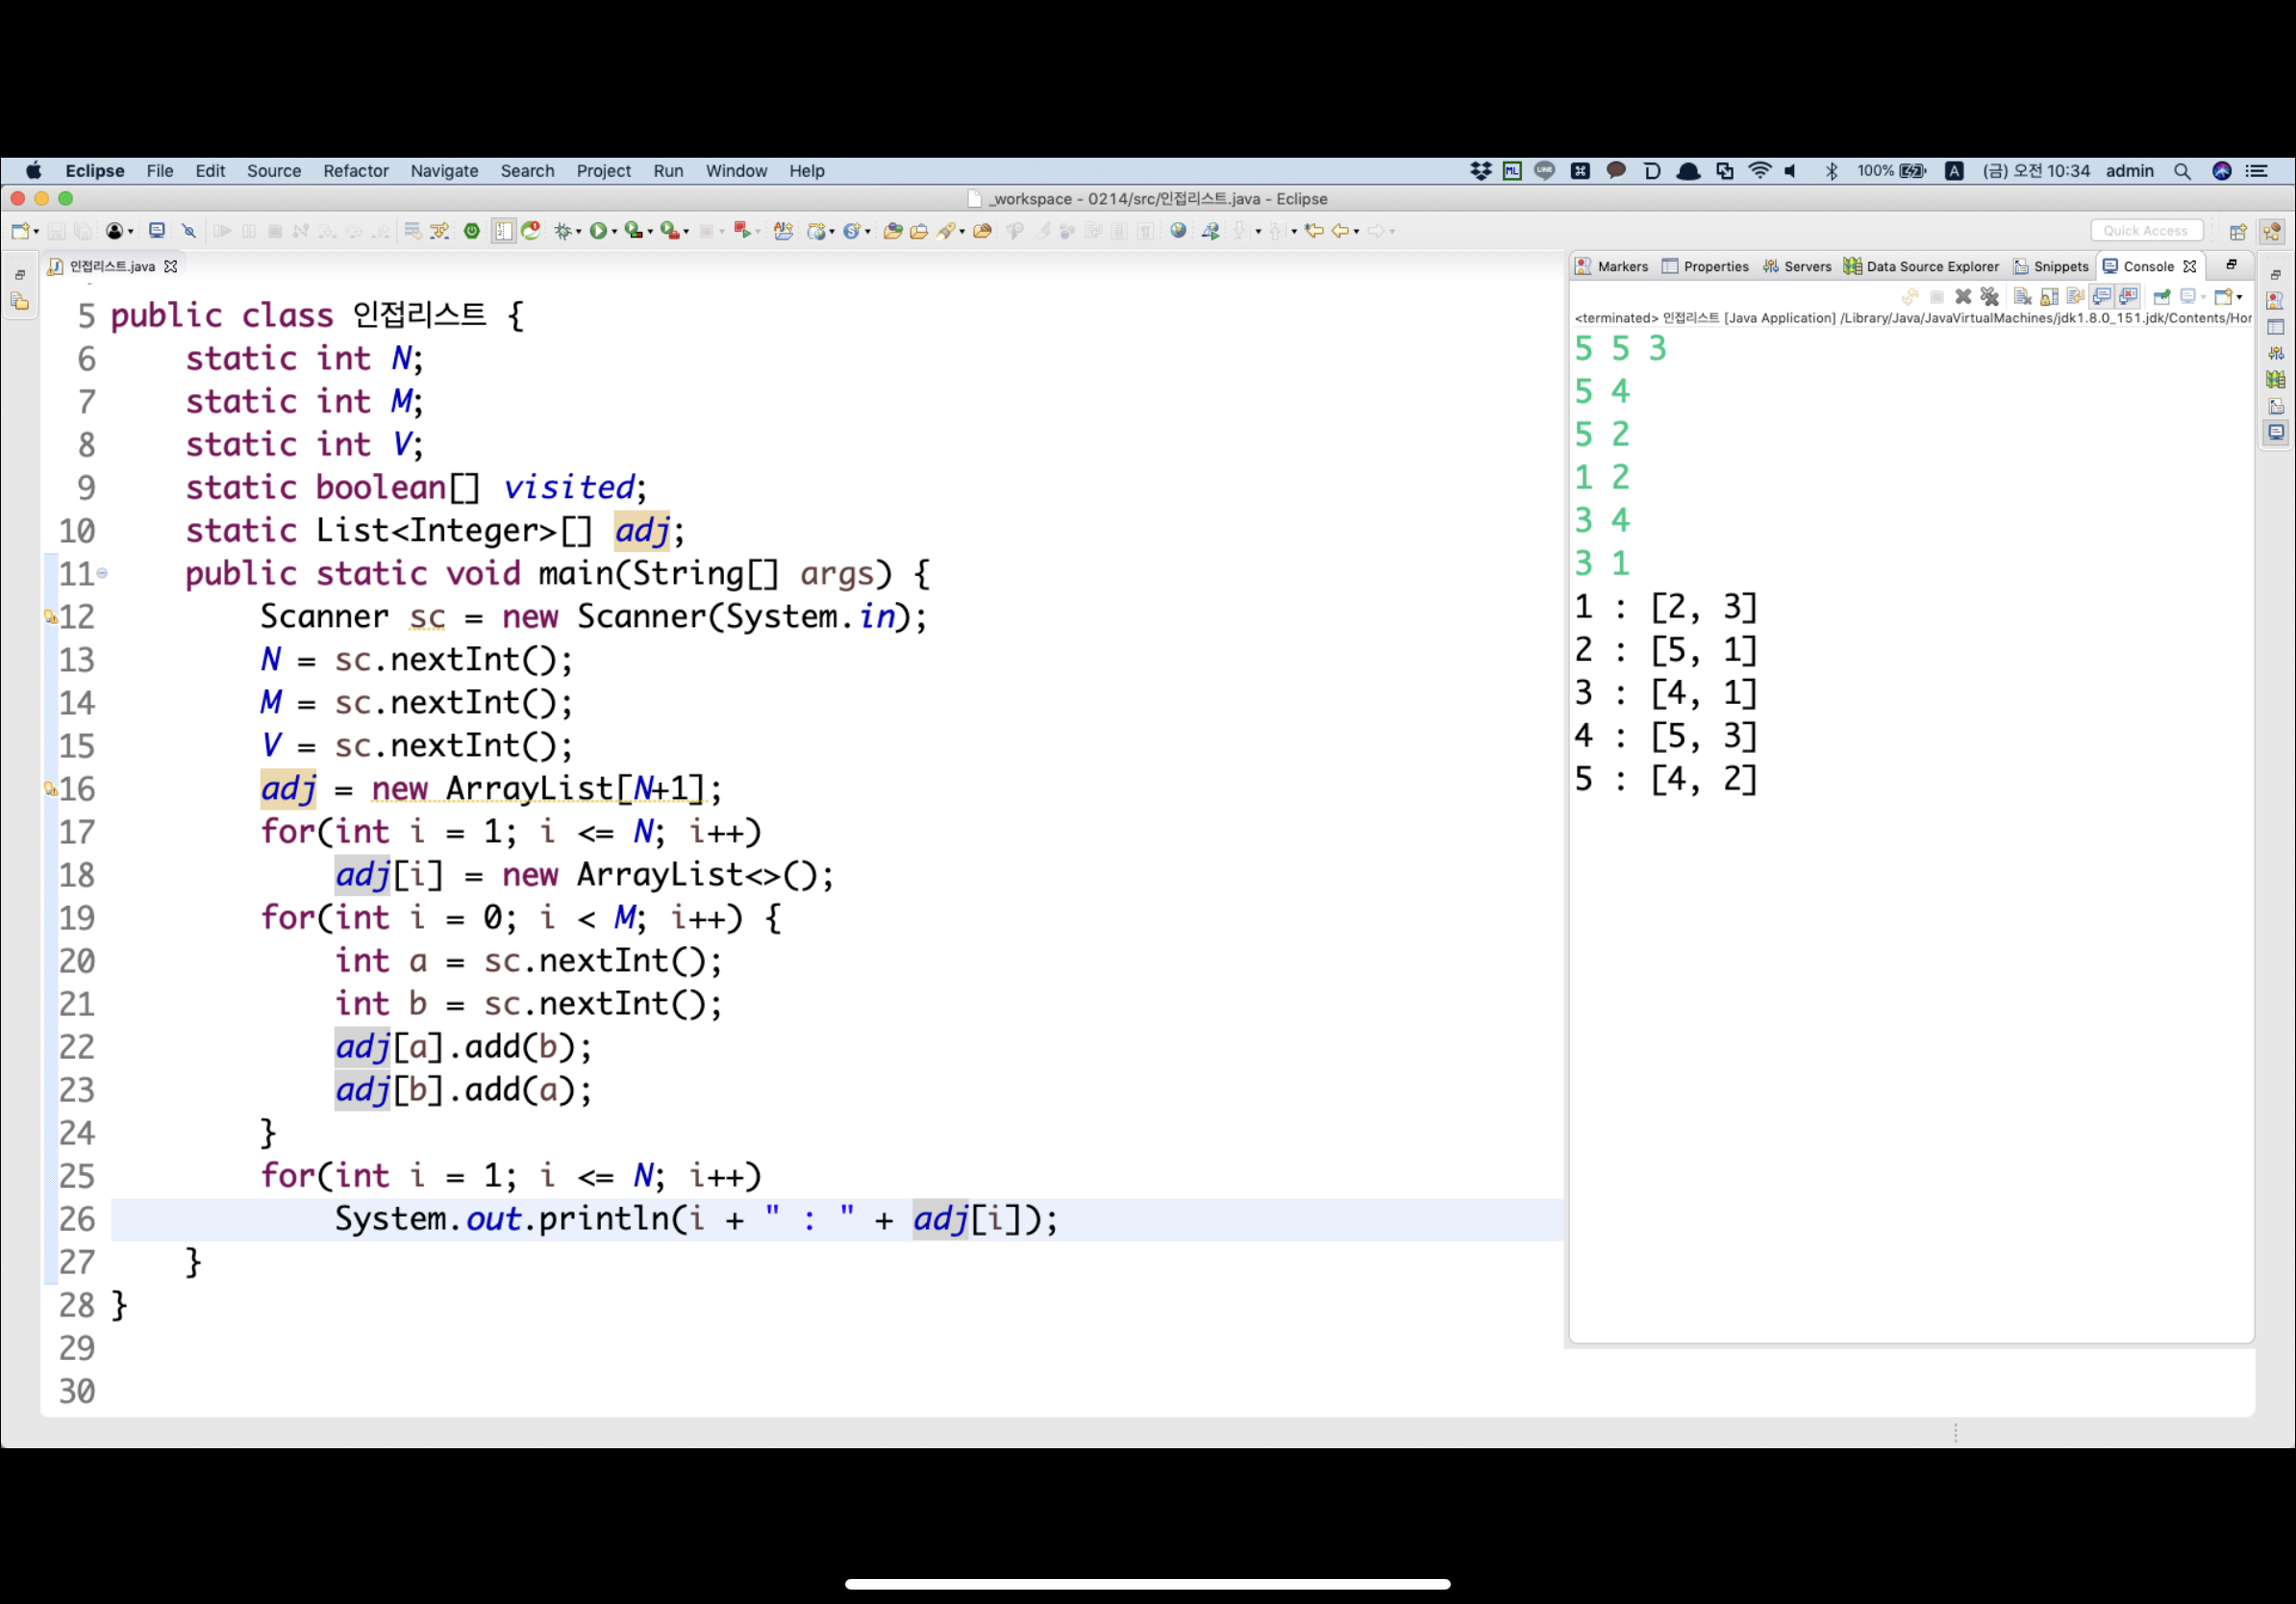 Eclipse File Edit Source Refactor Navigate Search Project Run Window Help ML LINE 100% A (금) 오전 10:34 admin
_workspace - 0214/src/인접리스트.java - Eclipse
Quick Access
인접리스트.java
5 public class 인접리스트 {
6 static int N;
7 static int M;
8 static int V;
9 static boolean[] visited;
10 static List<Integer>[] adj;
11 public static void main(String[] args) {
12 Scanner sc = new Scanner(System.in);
13 N = sc.nextInt();
14 M = sc.nextInt();
15 V = sc.nextInt();
16 adj = new ArrayList[N+1];
17 for(int i = 1; i <= N; i++)
18 adj[i] = new ArrayList<>();
19 for(int i = 0; i < M; i++) {
20 int a = sc.nextInt();
21 int b = sc.nextInt();
22 adj[a].add(b);
23 adj[b].add(a);
24 }
25 for(int i = 1; i <= N; i++)
26 System.out.println(i + " : " + adj[i]);
27 }
28 }
29
30
Markers Properties Servers Data Source Explorer Snippets Console
<terminated> 인접리스트 [Java Application] /Library/Java/JavaVirtualMachines/jdk1.8.0_151.jdk/Contents/Hor
5 5 3
5 4
5 2
1 2
3 4
3 1
1 : [2, 3]
2 : [5, 1]
3 : [4, 1]
4 : [5, 3]
5 : [4, 2]